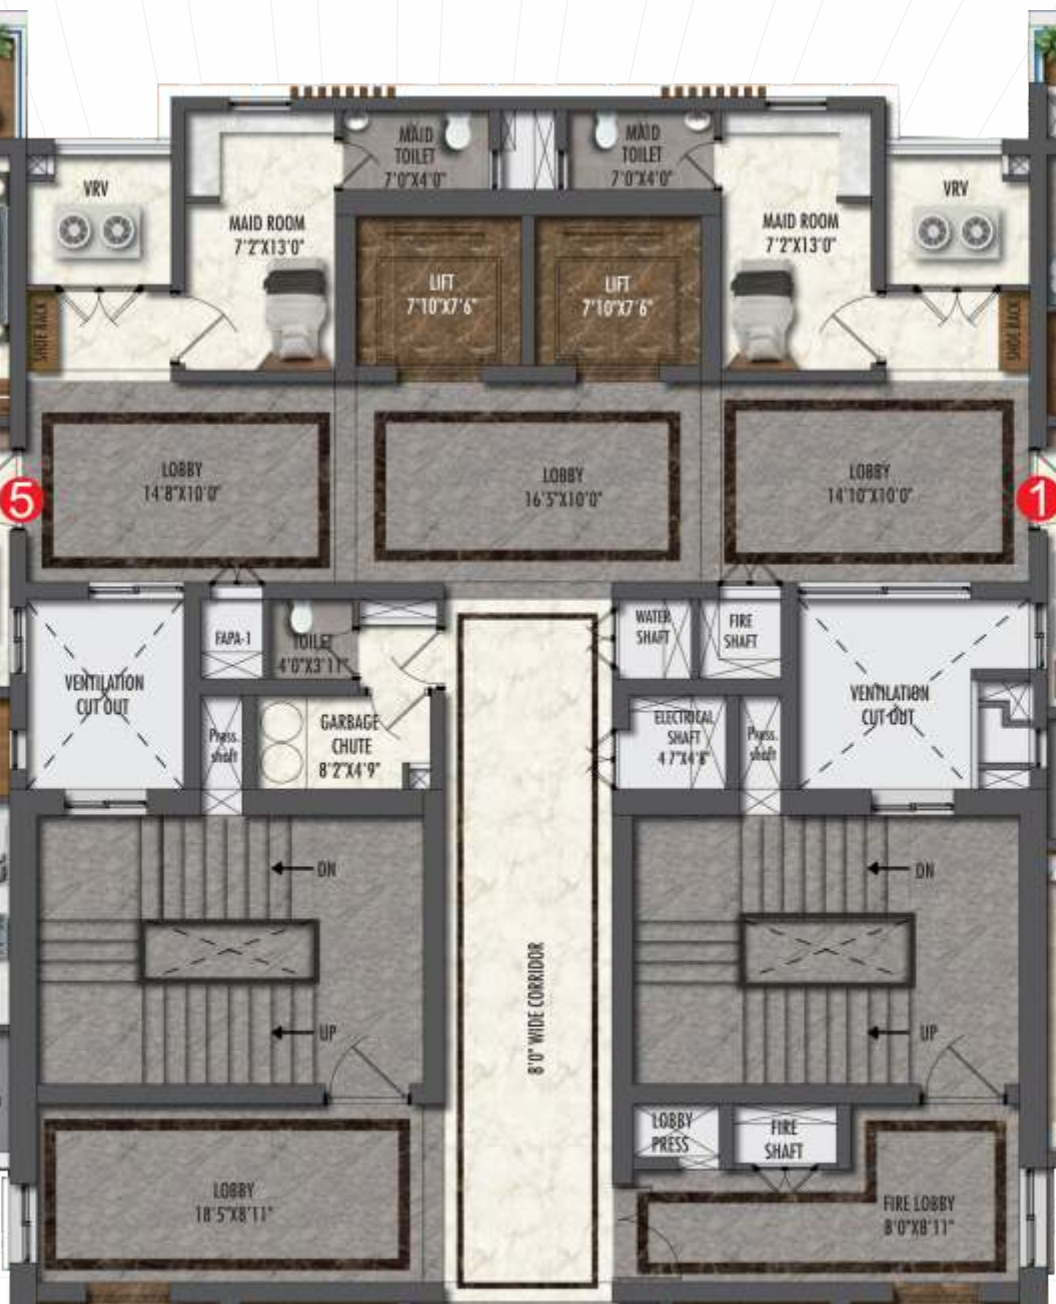 MAID
TOILET
7'0"X4'0"
MAID
TOILET
7'0"X4'0"
VRV
VRV
MAID ROOM
7'2"X13'0"
MAID ROOM
7'2"X13'0"
LIFT
7'10"X7'6"
LIFT
7'10"X7'6"
SHOE RACK
SHOE RACK
LOBBY
14'8"X10'0"
LOBBY
16'5"X10'0"
LOBBY
14'10"X10'0"
5
1
FAPA-1
TOILET
4'0"X3'11"
WATER
SHAFT
FIRE
SHAFT
VENTILATION
CUT OUT
VENTILATION
CUT OUT
Press.
shaft
GARBAGE
CHUTE
8'2"X4'9"
ELECTRICAL
SHAFT
4'7"X4'8"
Press.
shaft
DN
DN
8'0" WIDE CORRIDOR
UP
UP
LOBBY
PRESS
FIRE
SHAFT
LOBBY
18'5"X8'11"
FIRE LOBBY
8'0"X8'11"